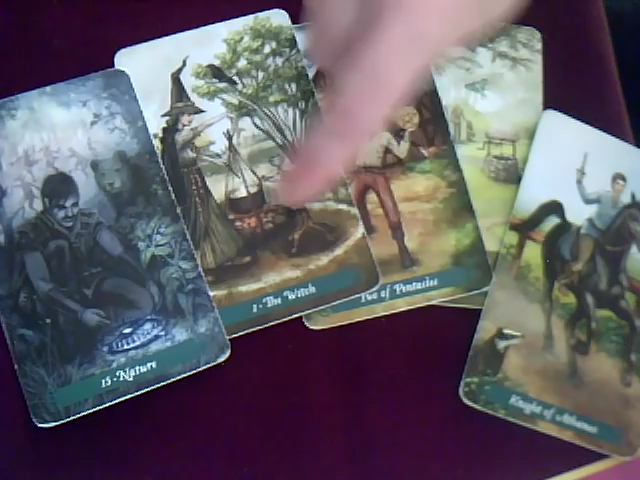 15-Nature
1-The Witch
Two of Pentacles
Knight of Athames